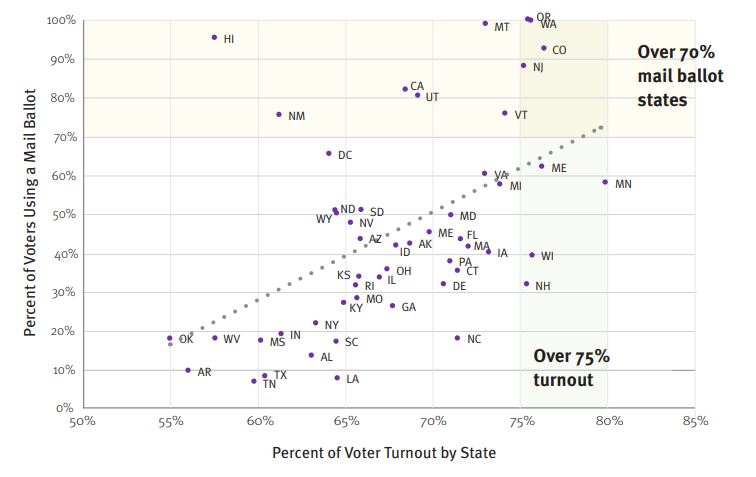 100%
90%
80%
70%
60%
50%
40%
30%
20%
10%
0%
50%
55%
60%
65%
70%
75%
80%
85%
Percent of Voters Using a Mail Ballot
Percent of Voter Turnout by State
Over 70%
mail ballot
states
Over 75%
turnout
OR
WA
MT
HI
CO
NJ
CA
UT
NM
VT
DC
ME
VA
MI
MN
ND
SD
WY
NV
MD
ME
FL
AZ
AK
MA
ID
IA
WI
PA
OH
CT
KS
IL
RI
DE
NH
MO
KY
GA
NY
IN
OK
WV
MS
SC
NC
AL
AR
TX
TN
LA